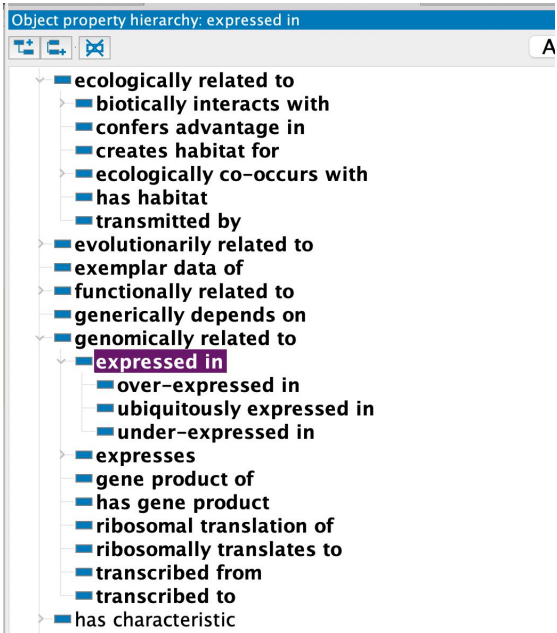 Object property hierarchy: expressed in
A
ecologically related to
biotically interacts with
confers advantage in
creates habitat for
ecologically co-occurs with
has habitat
transmitted by
evolutionarily related to
exemplar data of
functionally related to
generically depends on
genomically related to
expressed in
over-expressed in
ubiquitously expressed in
under-expressed in
expresses
gene product of
has gene product
ribosomal translation of
ribosomally translates to
transcribed from
transcribed to
has characteristic